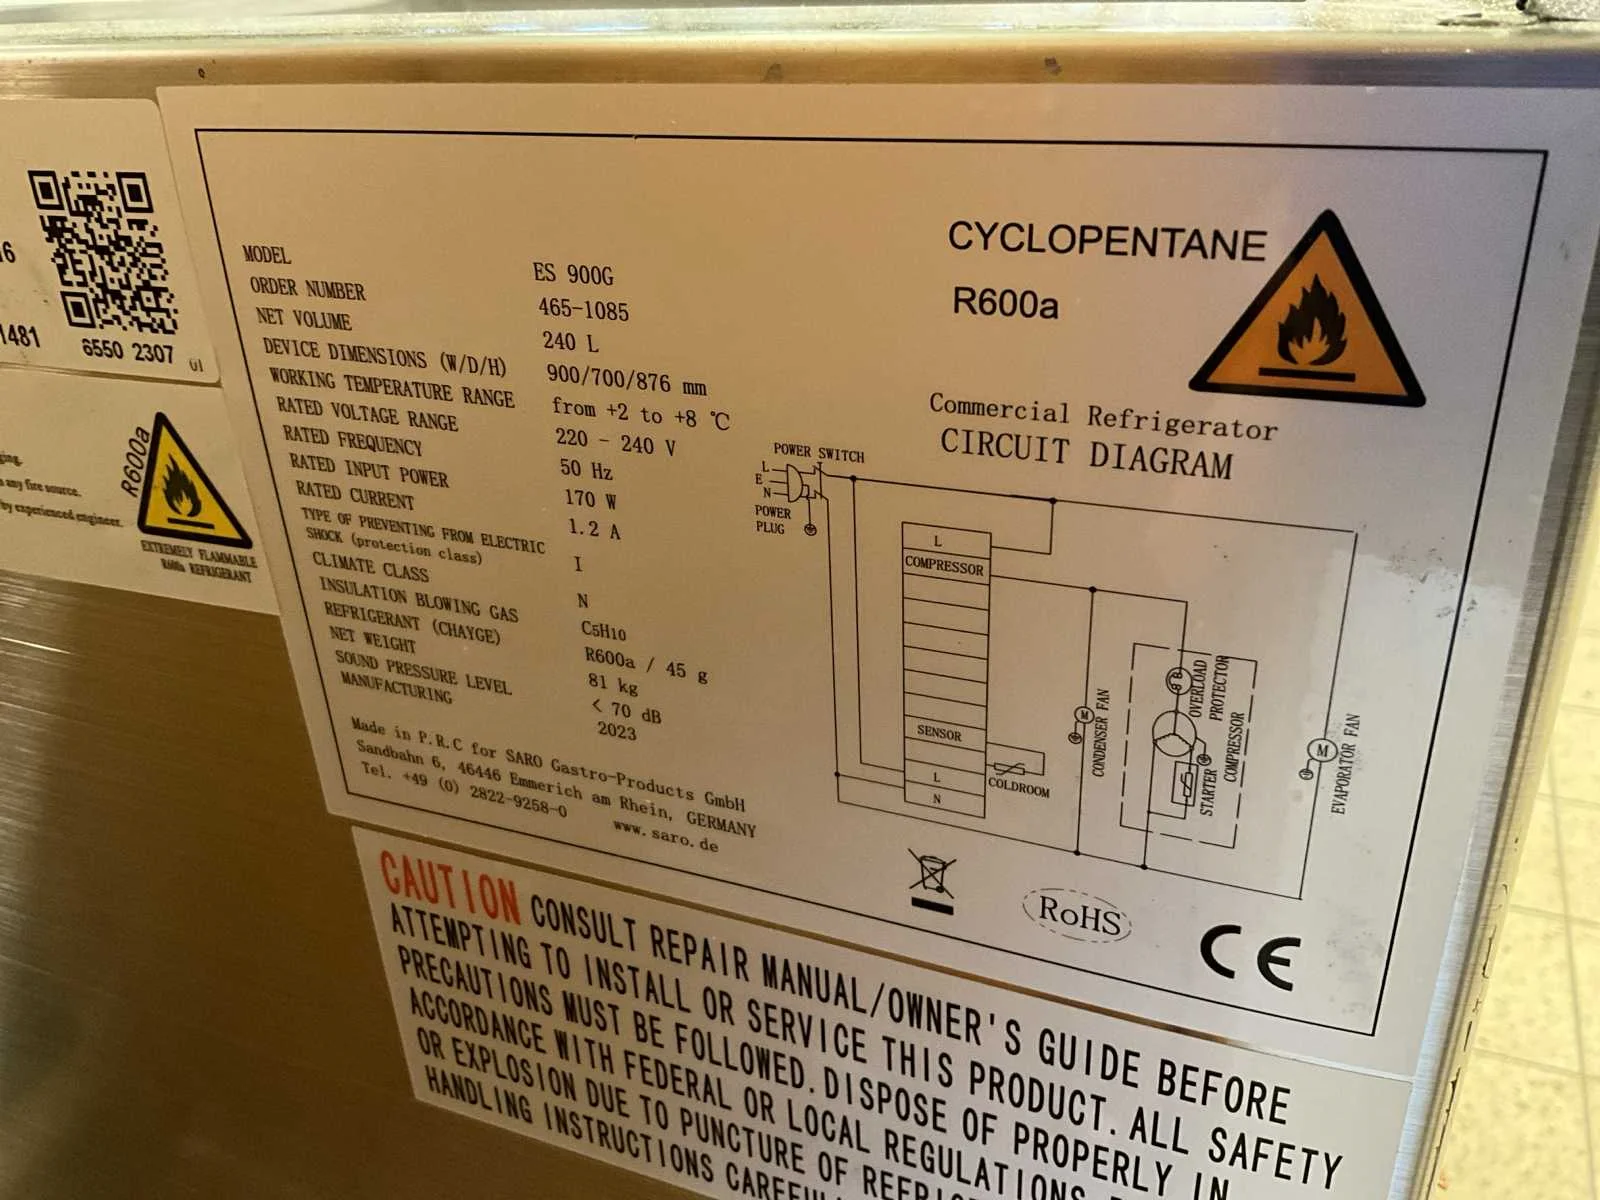 16
1481
6550 2307 01
R600a
ging.
s any fire source.
by experienced engineer.
EXTREMELY FLAMMABLE
R600a REFRIGERANT
MODEL ES 900G
ORDER NUMBER 465-1085
NET VOLUME 240 L
DEVICE DIMENSIONS (W/D/H) 900/700/876 mm
WORKING TEMPERATURE RANGE from +2 to +8 ℃
RATED VOLTAGE RANGE 220 - 240 V
RATED FREQUENCY 50 Hz
RATED INPUT POWER 170 W
RATED CURRENT 1.2 A
TYPE OF PREVENTING FROM ELECTRIC
SHOCK (protection class) I
CLIMATE CLASS N
INSULATION BLOWING GAS C5H10
REFRIGERANT (CHAYGE) R600a / 45 g
NET WEIGHT 81 kg
SOUND PRESSURE LEVEL < 70 dB
MANUFACTURING 2023
Made in P.R.C for SARO Gastro-Products GmbH
Sandbahn 6, 46446 Emmerich am Rhein, GERMANY
Tel. +49 (0) 2822-9258-0 www.saro.de
CYCLOPENTANE
R600a
Commercial Refrigerator
CIRCUIT DIAGRAM
POWER SWITCH
L
E
N
POWER
PLUG
L
COMPRESSOR
SENSOR
L
N
COLDROOM
M
CONDENSER FAN
OVERLOAD
PROTECTOR
STARTER
COMPRESSOR
M
EVAPORATOR FAN
RoHS
CE
CAUTION CONSULT REPAIR MANUAL/OWNER'S GUIDE BEFORE
ATTEMPTING TO INSTALL OR SERVICE THIS PRODUCT. ALL SAFETY
PRECAUTIONS MUST BE FOLLOWED. DISPOSE OF PROPERLY IN
ACCORDANCE WITH FEDERAL OR LOCAL REGULATIONS.
OR EXPLOSION DUE TO PUNCTURE OF
HANDLING INSTRUCTIONS